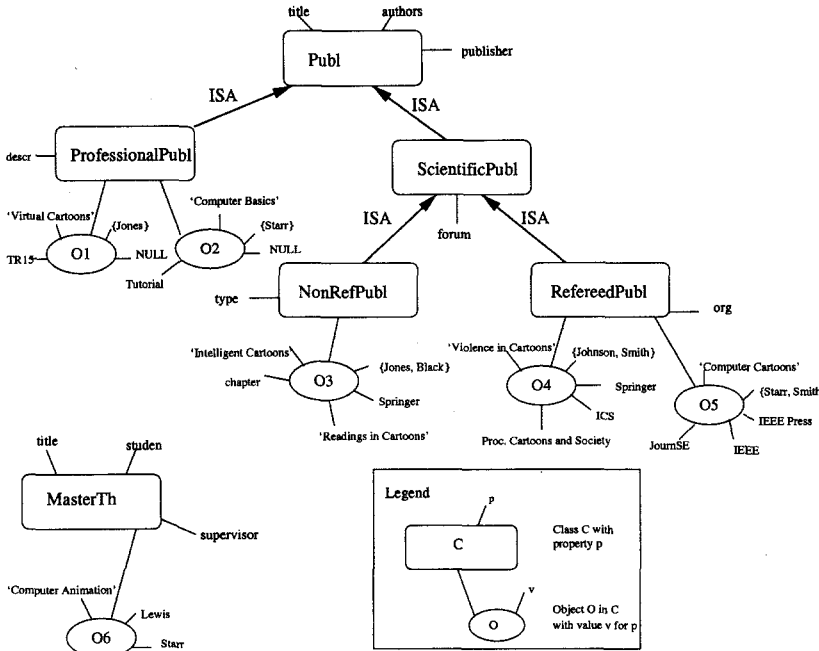 title
authors
Publ
publisher
ISA
ISA
descr
ProfessionalPubl
ScientificPubl
'Virtual Cartoons'
{Jones}
'Computer Basics'
{Starr}
TR15
O1
NULL
O2
NULL
Tutorial
ISA
forum
ISA
type
NonRefPubl
RefereedPubl
org
'Intelligent Cartoons'
{Jones, Black}
chapter
O3
Springer
'Readings in Cartoons'
'Violence in Cartoons'
{Johnson, Smith}
O4
Springer
ICS
Proc. Cartoons and Society
'Computer Cartoons'
{Starr, Smith
O5
IEEE Press
JournSE
IEEE
title
studen
MasterTh
supervisor
'Computer Animation'
Lewis
O6
Starr
Legend
p
C
Class C with
property p
v
O
Object O in C
with value v for p